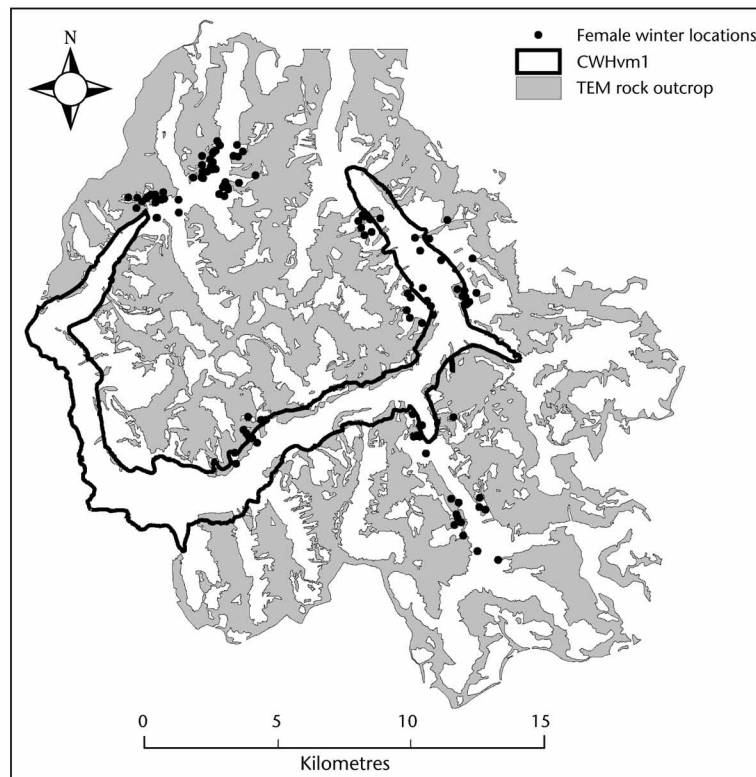 N
Female winter locations
CWHvm1
TEM rock outcrop
0 5 10 15
Kilometres